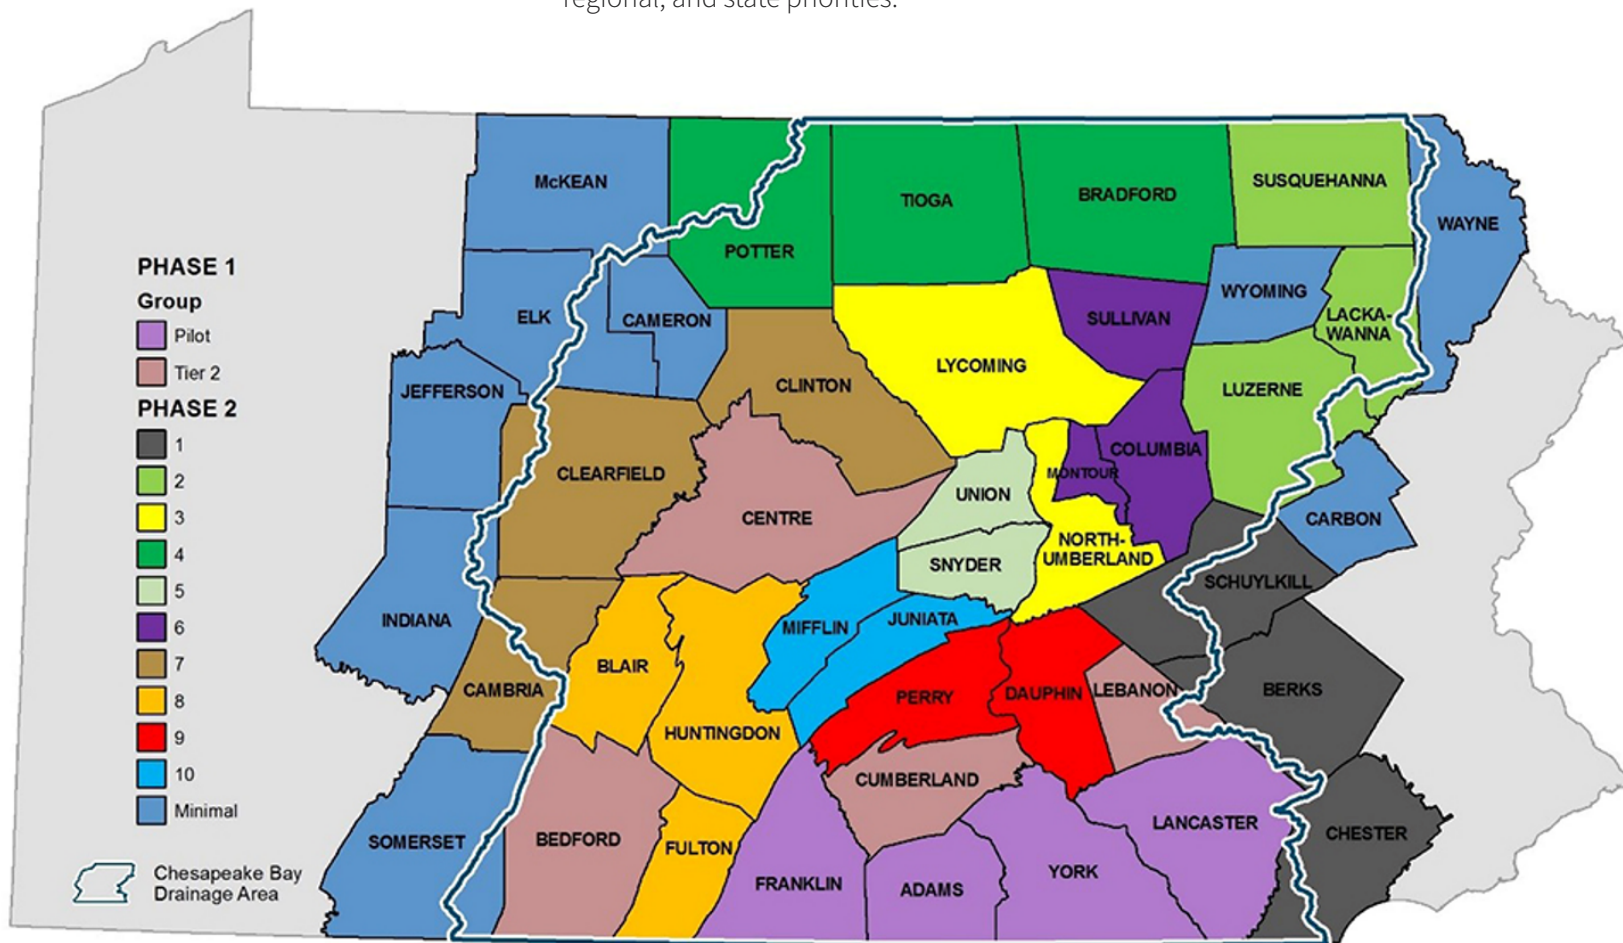 regional, and state priorities.
McKEAN
POTTER
TIOGA
BRADFORD
SUSQUEHANNA
WAYNE
ELK
CAMERON
SULLIVAN
WYOMING
LACKA-
WANNA
JEFFERSON
CLINTON
LYCOMING
LUZERNE
CLEARFIELD
CENTRE
UNION
MONTOUR
COLUMBIA
CARBON
SNYDER
NORTH-
UMBERLAND
SCHUYLKILL
INDIANA
CAMBRIA
BLAIR
HUNTINGDON
MIFFLIN
JUNIATA
PERRY
DAUPHIN
LEBANON
BERKS
SOMERSET
BEDFORD
FULTON
FRANKLIN
CUMBERLAND
ADAMS
YORK
LANCASTER
CHESTER
PHASE 1
Group
Pilot
Tier 2
PHASE 2
1
2
3
4
5
6
7
8
9
10
Minimal
Chesapeake Bay
Drainage Area